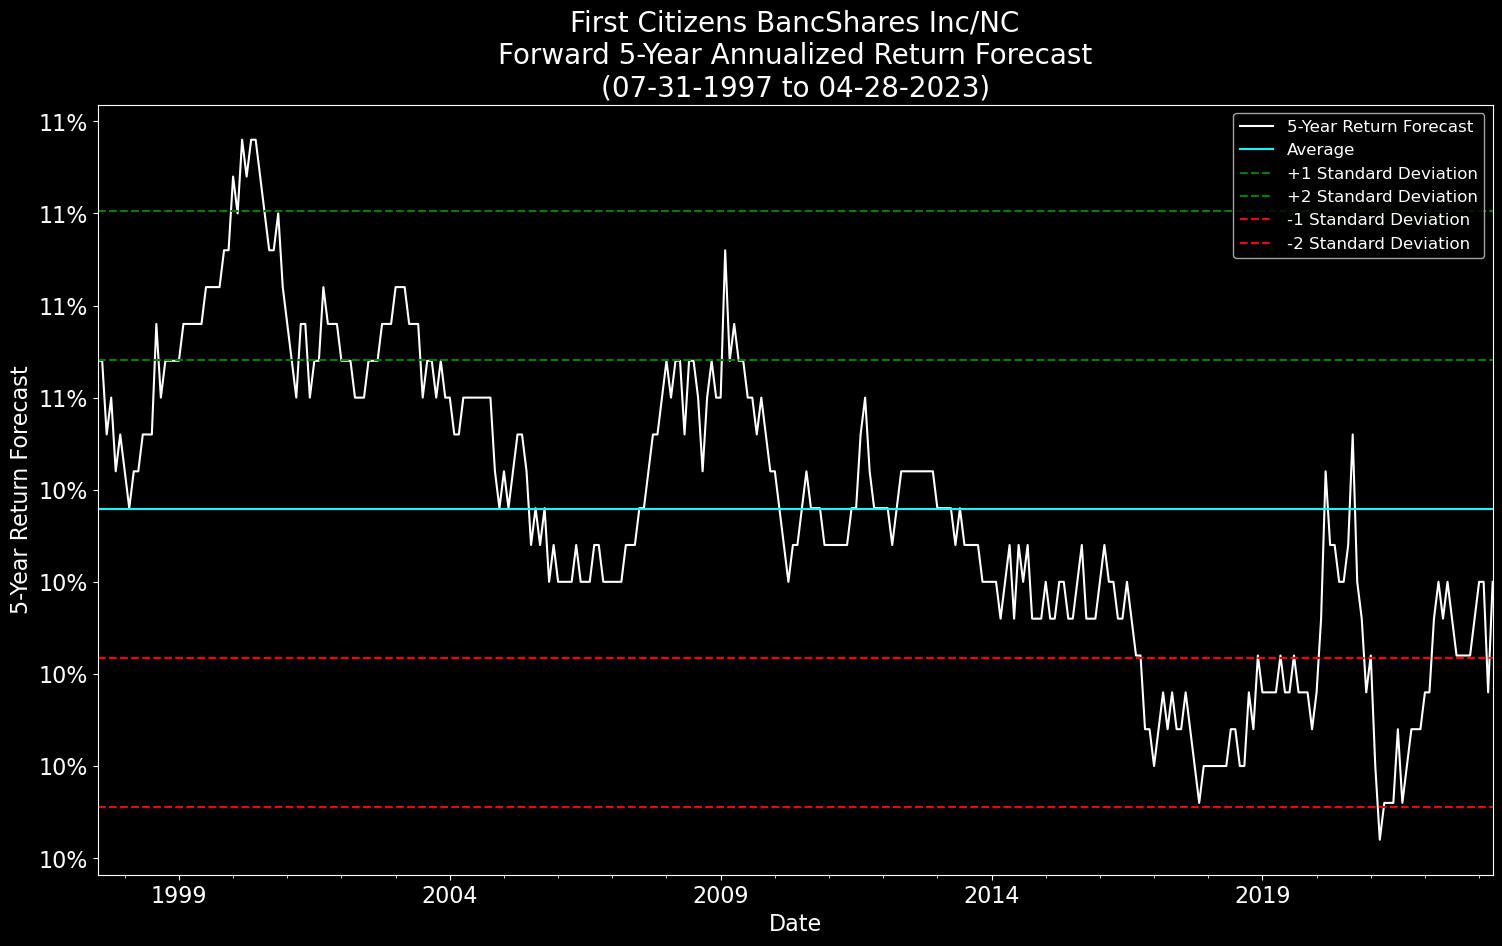 First Citizens BancShares Inc/NC
Forward 5-Year Annualized Return Forecast
(07-31-1997 to 04-28-2023)
5-Year Return Forecast
11%
11%
11%
11%
10%
10%
10%
10%
10%
5-Year Return Forecast
Average
+1 Standard Deviation
+2 Standard Deviation
-1 Standard Deviation
-2 Standard Deviation
1999
2004
2009
2014
2019
Date